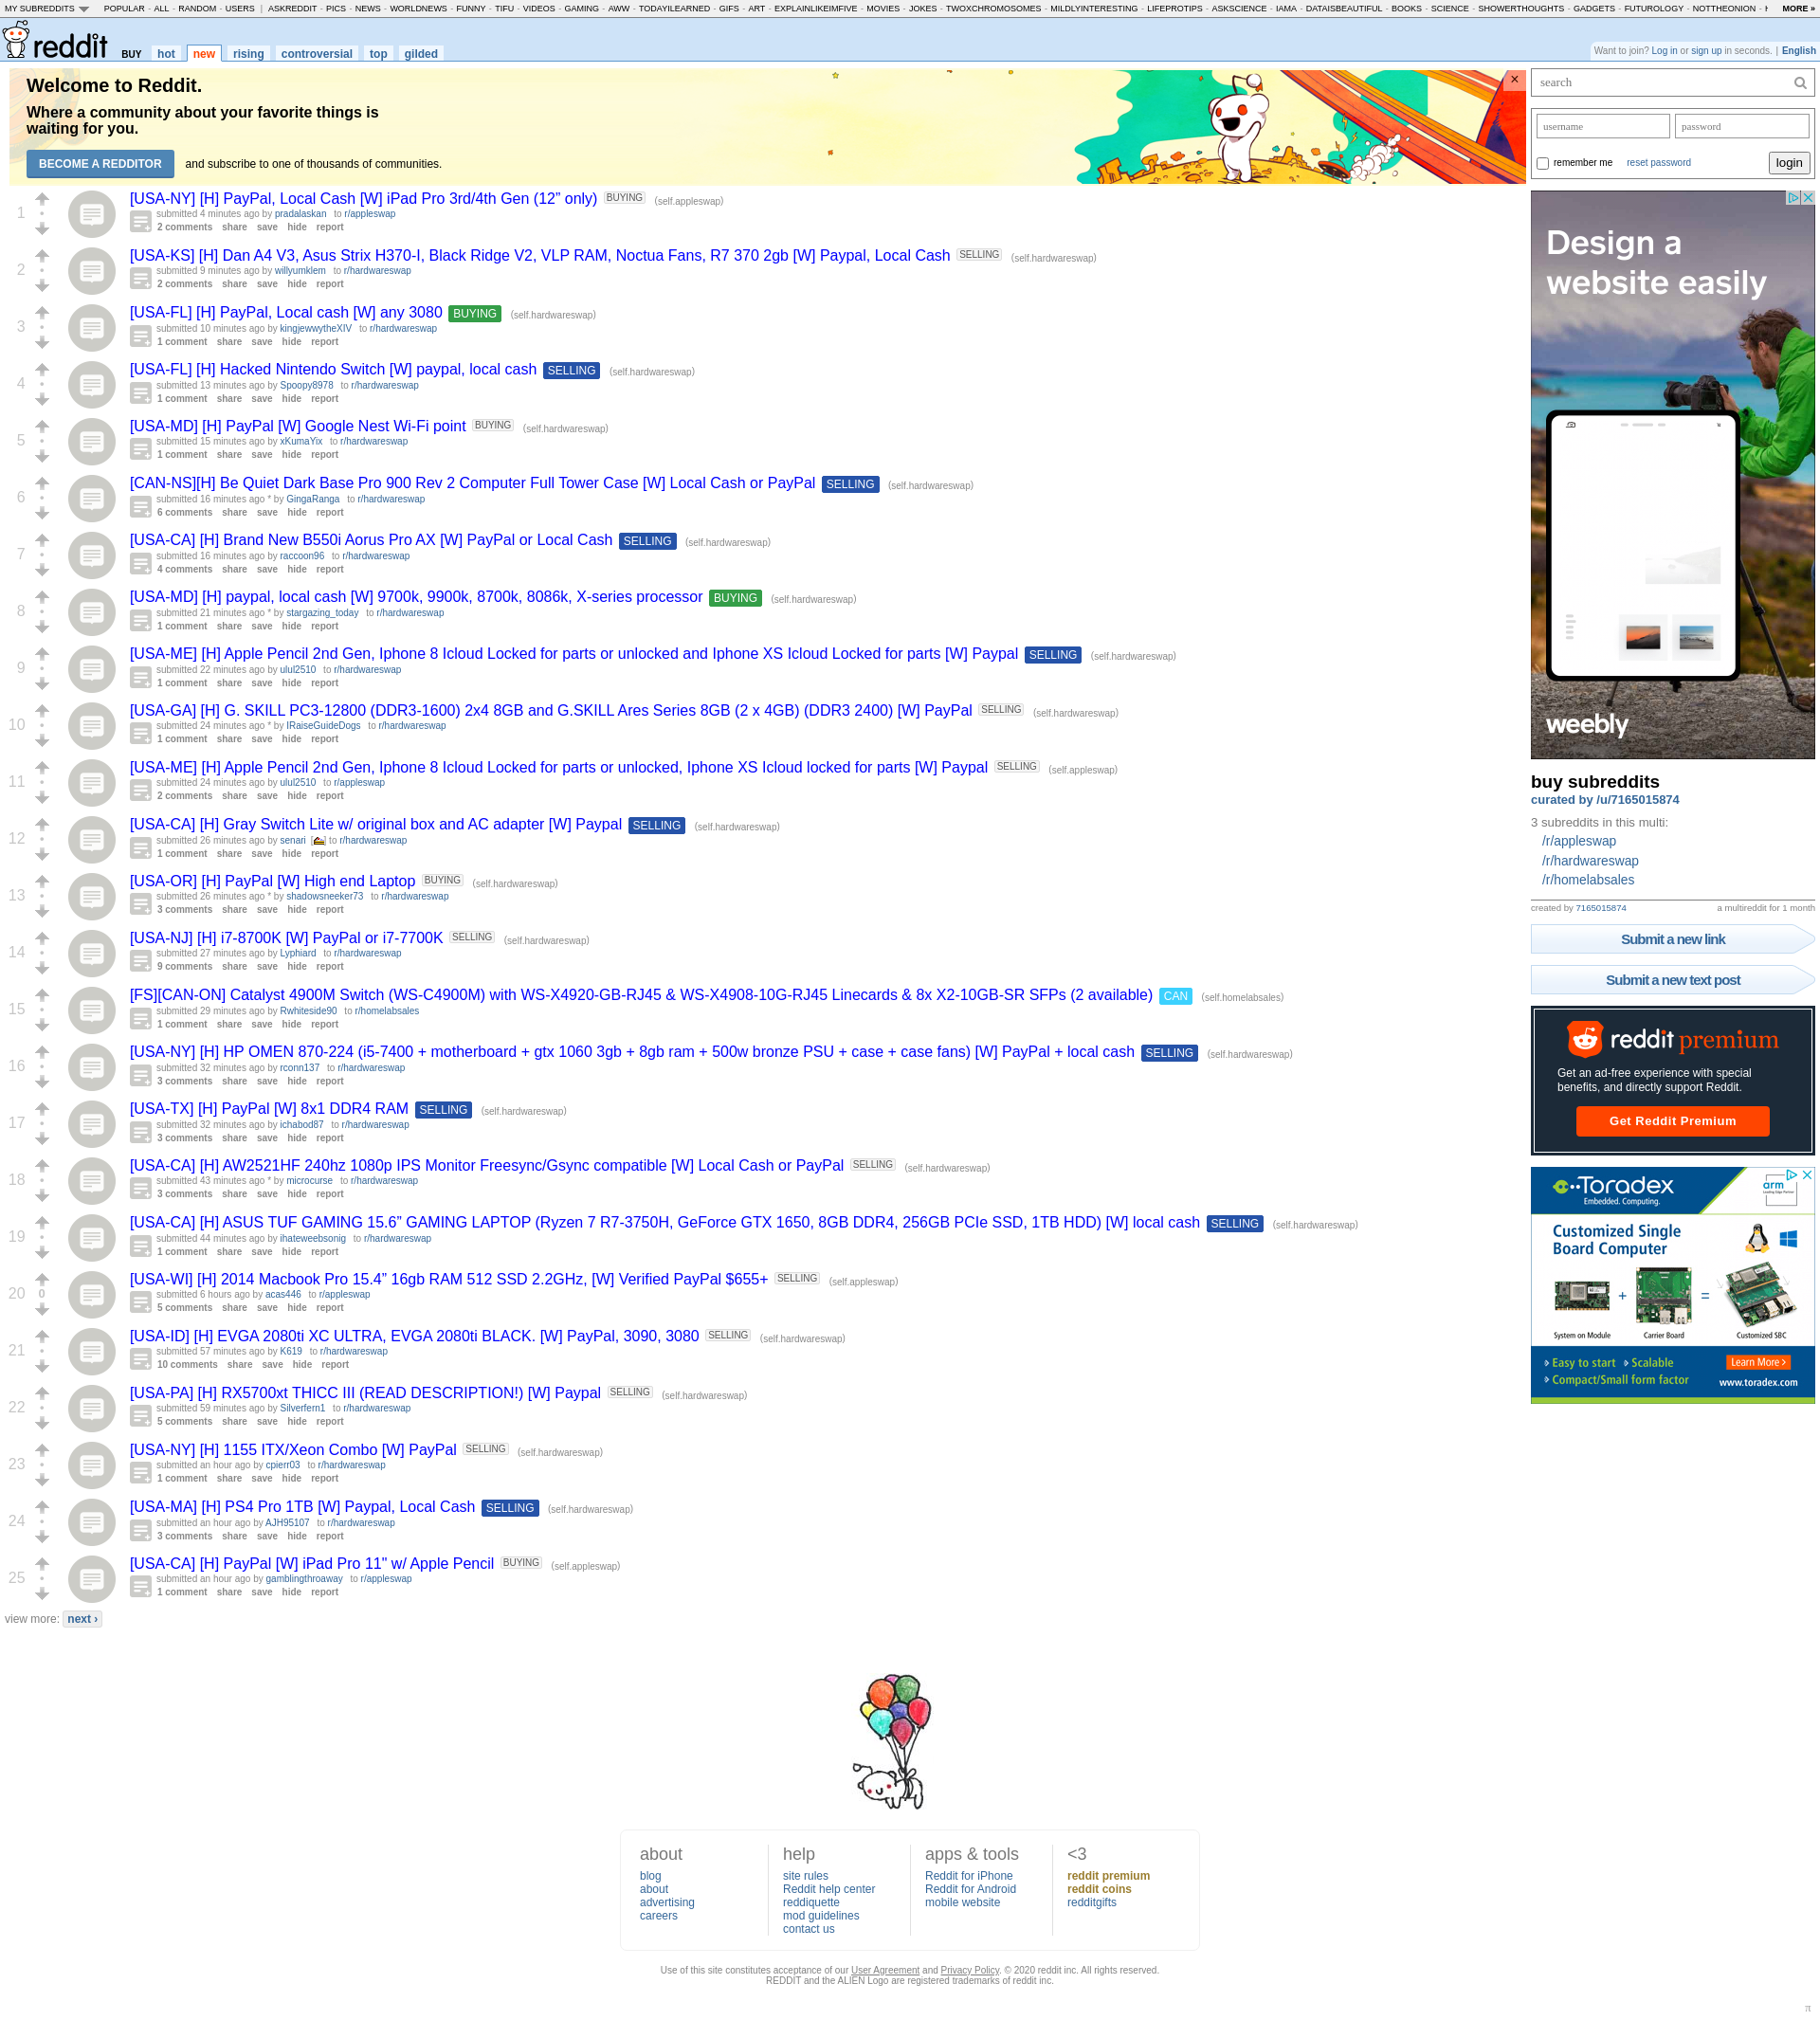 MY SUBREDDITS POPULAR - ALL - RANDOM - USERS | ASKREDDIT - PICS - NEWS - WORLDNEWS - FUNNY - TIFU - VIDEOS - GAMING - AWW - TODAYILEARNED - GIFS - ART - EXPLAINLIKEIMFIVE - MOVIES - JOKES - TWOXCHROMOSOMES - MILDLYINTERESTING - LIFEPROTIPS - ASKSCIENCE - IAMA - DATAISBEAUTIFUL - BOOKS - SCIENCE - SHOWERTHOUGHTS - GADGETS - FUTUROLOGY - NOTTHEONION - MORE »
reddit BUY hot new rising controversial top gilded
Want to join? Log in or sign up in seconds. | English
Welcome to Reddit.
Where a community about your favorite things is
waiting for you.
BECOME A REDDITOR and subscribe to one of thousands of communities.
1 [USA-NY] [H] PayPal, Local Cash [W] iPad Pro 3rd/4th Gen (12” only) BUYING (self.appleswap)
submitted 4 minutes ago by pradalaskan to r/appleswap
2 comments share save hide report
2 [USA-KS] [H] Dan A4 V3, Asus Strix H370-I, Black Ridge V2, VLP RAM, Noctua Fans, R7 370 2gb [W] Paypal, Local Cash SELLING (self.hardwareswap)
submitted 9 minutes ago by willyumklem to r/hardwareswap
2 comments share save hide report
3 [USA-FL] [H] PayPal, Local cash [W] any 3080 BUYING (self.hardwareswap)
submitted 10 minutes ago by kingjewwytheXIV to r/hardwareswap
1 comment share save hide report
4 [USA-FL] [H] Hacked Nintendo Switch [W] paypal, local cash SELLING (self.hardwareswap)
submitted 13 minutes ago by Spoopy8978 to r/hardwareswap
1 comment share save hide report
5 [USA-MD] [H] PayPal [W] Google Nest Wi-Fi point BUYING (self.hardwareswap)
submitted 15 minutes ago by xKumaYix to r/hardwareswap
1 comment share save hide report
6 [CAN-NS][H] Be Quiet Dark Base Pro 900 Rev 2 Computer Full Tower Case [W] Local Cash or PayPal SELLING (self.hardwareswap)
submitted 16 minutes ago * by GingaRanga to r/hardwareswap
6 comments share save hide report
7 [USA-CA] [H] Brand New B550i Aorus Pro AX [W] PayPal or Local Cash SELLING (self.hardwareswap)
submitted 16 minutes ago by raccoon96 to r/hardwareswap
4 comments share save hide report
8 [USA-MD] [H] paypal, local cash [W] 9700k, 9900k, 8700k, 8086k, X-series processor BUYING (self.hardwareswap)
submitted 21 minutes ago * by stargazing_today to r/hardwareswap
1 comment share save hide report
9 [USA-ME] [H] Apple Pencil 2nd Gen, Iphone 8 Icloud Locked for parts or unlocked and Iphone XS Icloud Locked for parts [W] Paypal SELLING (self.hardwareswap)
submitted 22 minutes ago by ulul2510 to r/hardwareswap
1 comment share save hide report
10 [USA-GA] [H] G. SKILL PC3-12800 (DDR3-1600) 2x4 8GB and G.SKILL Ares Series 8GB (2 x 4GB) (DDR3 2400) [W] PayPal SELLING (self.hardwareswap)
submitted 24 minutes ago * by IRaiseGuideDogs to r/hardwareswap
1 comment share save hide report
11 [USA-ME] [H] Apple Pencil 2nd Gen, Iphone 8 Icloud Locked for parts or unlocked, Iphone XS Icloud locked for parts [W] Paypal SELLING (self.appleswap)
submitted 24 minutes ago by ulul2510 to r/appleswap
2 comments share save hide report
12 [USA-CA] [H] Gray Switch Lite w/ original box and AC adapter [W] Paypal SELLING (self.hardwareswap)
submitted 26 minutes ago by senari [] to r/hardwareswap
1 comment share save hide report
13 [USA-OR] [H] PayPal [W] High end Laptop BUYING (self.hardwareswap)
submitted 26 minutes ago * by shadowsneeker73 to r/hardwareswap
3 comments share save hide report
14 [USA-NJ] [H] i7-8700K [W] PayPal or i7-7700K SELLING (self.hardwareswap)
submitted 27 minutes ago by Lyphiard to r/hardwareswap
9 comments share save hide report
15 [FS][CAN-ON] Catalyst 4900M Switch (WS-C4900M) with WS-X4920-GB-RJ45 & WS-X4908-10G-RJ45 Linecards & 8x X2-10GB-SR SFPs (2 available) CAN (self.homelabsales)
submitted 29 minutes ago by Rwhiteside90 to r/homelabsales
1 comment share save hide report
16 [USA-NY] [H] HP OMEN 870-224 (i5-7400 + motherboard + gtx 1060 3gb + 8gb ram + 500w bronze PSU + case + case fans) [W] PayPal + local cash SELLING (self.hardwareswap)
submitted 32 minutes ago by rconn137 to r/hardwareswap
3 comments share save hide report
17 [USA-TX] [H] PayPal [W] 8x1 DDR4 RAM SELLING (self.hardwareswap)
submitted 32 minutes ago by ichabod87 to r/hardwareswap
3 comments share save hide report
18 [USA-CA] [H] AW2521HF 240hz 1080p IPS Monitor Freesync/Gsync compatible [W] Local Cash or PayPal SELLING (self.hardwareswap)
submitted 43 minutes ago * by microcurse to r/hardwareswap
3 comments share save hide report
19 [USA-CA] [H] ASUS TUF GAMING 15.6” GAMING LAPTOP (Ryzen 7 R7-3750H, GeForce GTX 1650, 8GB DDR4, 256GB PCIe SSD, 1TB HDD) [W] local cash SELLING (self.hardwareswap)
submitted 44 minutes ago by ihateweebsonig to r/hardwareswap
1 comment share save hide report
20 0 [USA-WI] [H] 2014 Macbook Pro 15.4” 16gb RAM 512 SSD 2.2GHz, [W] Verified PayPal $655+ SELLING (self.appleswap)
submitted 6 hours ago by acas446 to r/appleswap
5 comments share save hide report
21 [USA-ID] [H] EVGA 2080ti XC ULTRA, EVGA 2080ti BLACK. [W] PayPal, 3090, 3080 SELLING (self.hardwareswap)
submitted 57 minutes ago by K619 to r/hardwareswap
10 comments share save hide report
22 [USA-PA] [H] RX5700xt THICC III (READ DESCRIPTION!) [W] Paypal SELLING (self.hardwareswap)
submitted 59 minutes ago by Silverfern1 to r/hardwareswap
5 comments share save hide report
23 [USA-NY] [H] 1155 ITX/Xeon Combo [W] PayPal SELLING (self.hardwareswap)
submitted an hour ago by cpierr03 to r/hardwareswap
1 comment share save hide report
24 [USA-MA] [H] PS4 Pro 1TB [W] Paypal, Local Cash SELLING (self.hardwareswap)
submitted an hour ago by AJH95107 to r/hardwareswap
3 comments share save hide report
25 [USA-CA] [H] PayPal [W] iPad Pro 11" w/ Apple Pencil BUYING (self.appleswap)
submitted an hour ago by gamblingthroaway to r/appleswap
1 comment share save hide report
view more: next ›
search
username password
remember me reset password login
Design a
website easily
weebly
buy subreddits
curated by /u/7165015874
3 subreddits in this multi:
/r/appleswap
/r/hardwareswap
/r/homelabsales
created by 7165015874 a multireddit for 1 month
Submit a new link
Submit a new text post
reddit premium
Get an ad-free experience with special
benefits, and directly support Reddit.
Get Reddit Premium
Toradex
Embedded. Computing.
arm
Customized Single
Board Computer
+ =
System on Module Carrier Board Customized SBC
Easy to start Scalable Learn More >
Compact/Small form factor www.toradex.com
about help apps & tools <3
blog site rules Reddit for iPhone reddit premium
about Reddit help center Reddit for Android reddit coins
advertising reddiquette mobile website redditgifts
careers mod guidelines
contact us
Use of this site constitutes acceptance of our User Agreement and Privacy Policy. © 2020 reddit inc. All rights reserved.
REDDIT and the ALIEN Logo are registered trademarks of reddit inc.
π